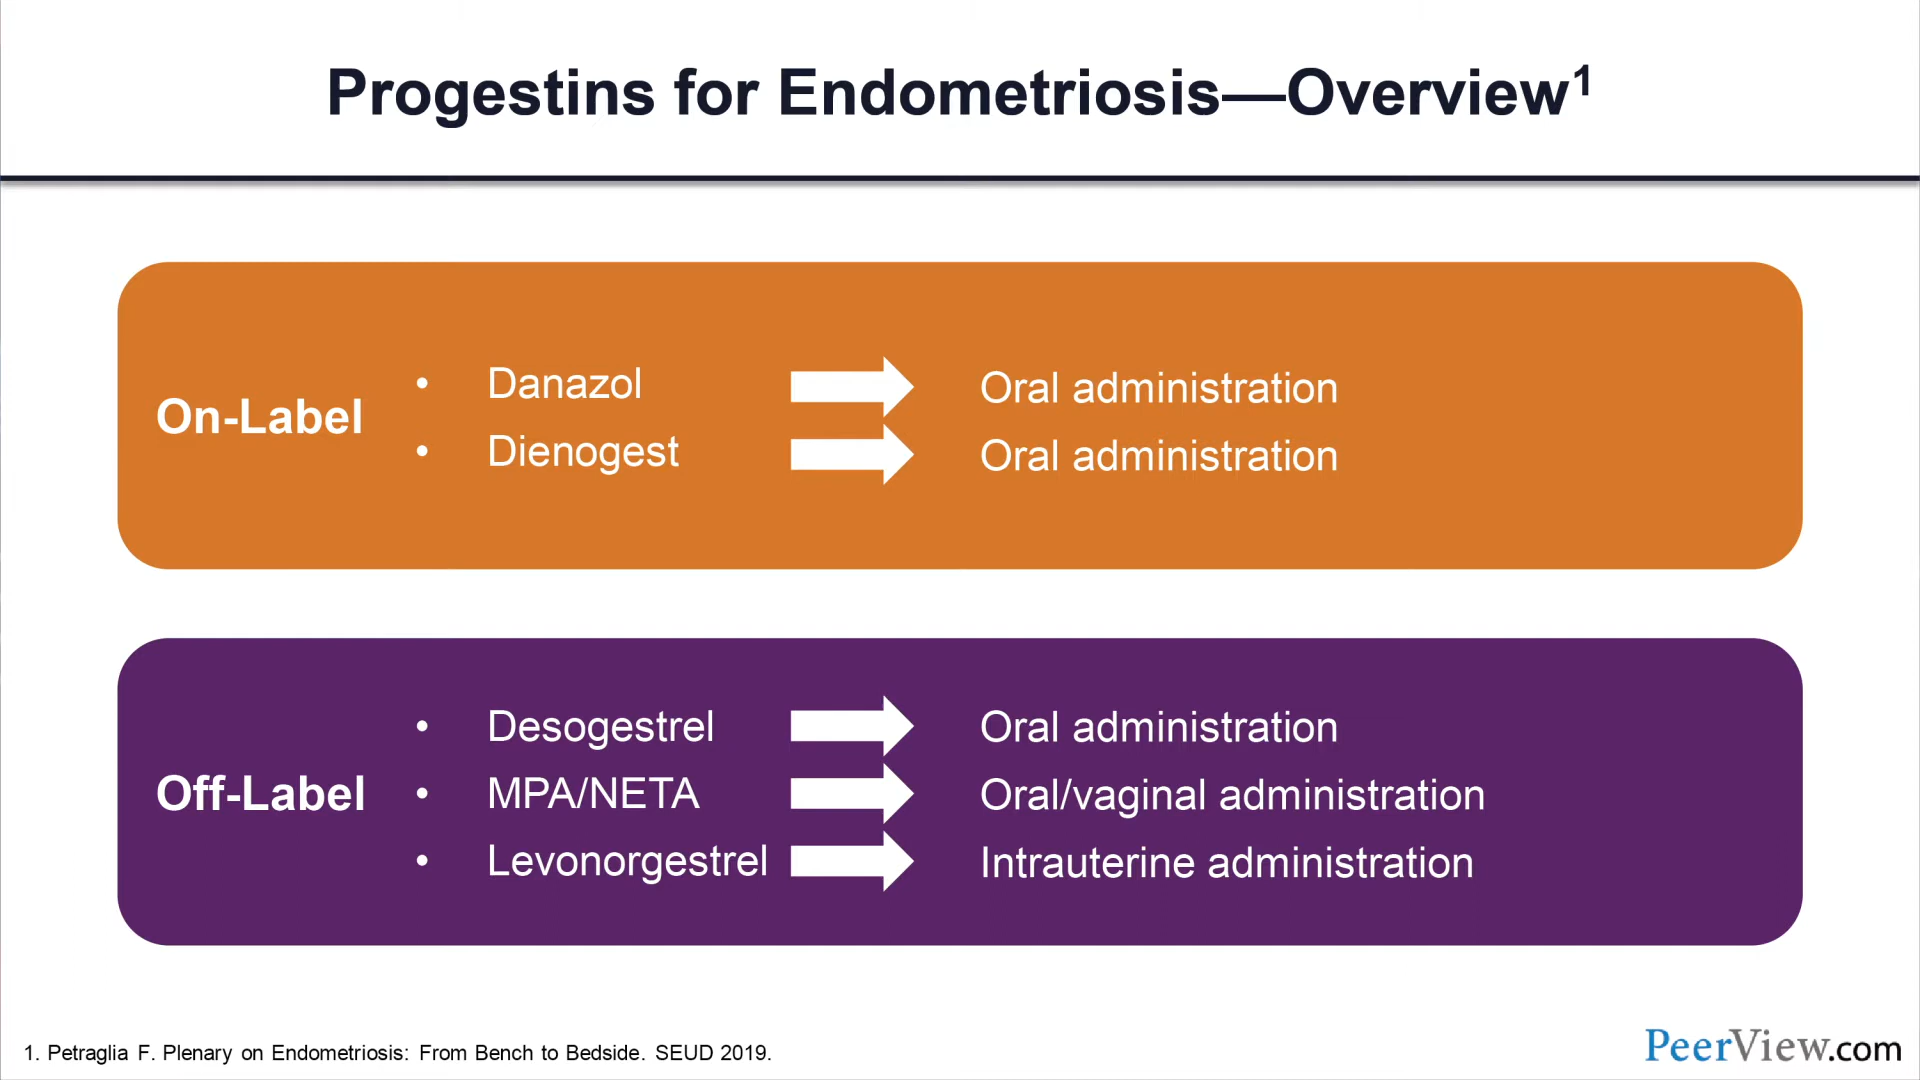 Progestins for Endometriosis—Overview¹
On-Label
• Danazol Oral administration
• Dienogest Oral administration
Off-Label
• Desogestrel Oral administration
• MPA/NETA Oral/vaginal administration
• Levonorgestrel Intrauterine administration
1. Petraglia F. Plenary on Endometriosis: From Bench to Bedside. SEUD 2019.
PeerView.com